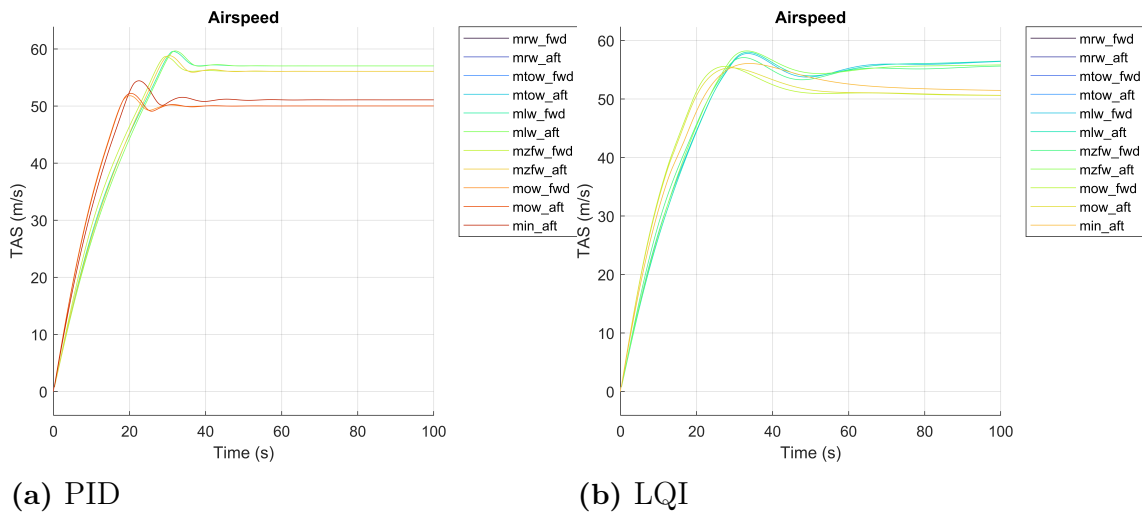 Airspeed
TAS (m/s)
60
50
40
30
20
10
0
0 20 40 60 80 100
Time (s)
mrw_fwd
mrw_aft
mtow_fwd
mtow_aft
mlw_fwd
mlw_aft
mzfw_fwd
mzfw_aft
mow_fwd
mow_aft
min_aft
(a) PID
Airspeed
TAS (m/s)
60
50
40
30
20
10
0
0 20 40 60 80 100
Time (s)
mrw_fwd
mrw_aft
mtow_fwd
mtow_aft
mlw_fwd
mlw_aft
mzfw_fwd
mzfw_aft
mow_fwd
mow_aft
min_aft
(b) LQI